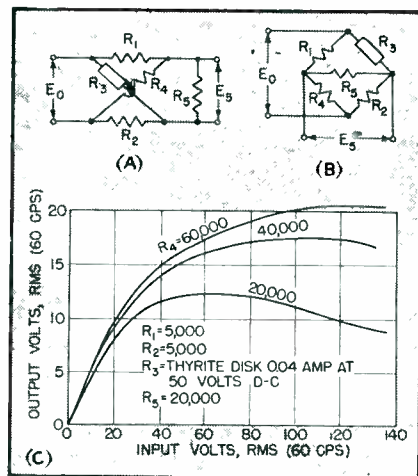 R1
R3
R4
E0
R5
E5
R2
(A)
R1
R3
E0
R5
R4
R2
E5
(B)
OUTPUT VOLTS, RMS (60 CPS)
20
15
10
5
0
R4=60,000
40,000
20,000
R1=5,000
R2=5,000
R3=THYRITE DISK 0.04 AMP AT
50 VOLTS D-C
R5=20,000
0 20 40 60 80 100 120 140
INPUT VOLTS, RMS (60 CPS)
(C)